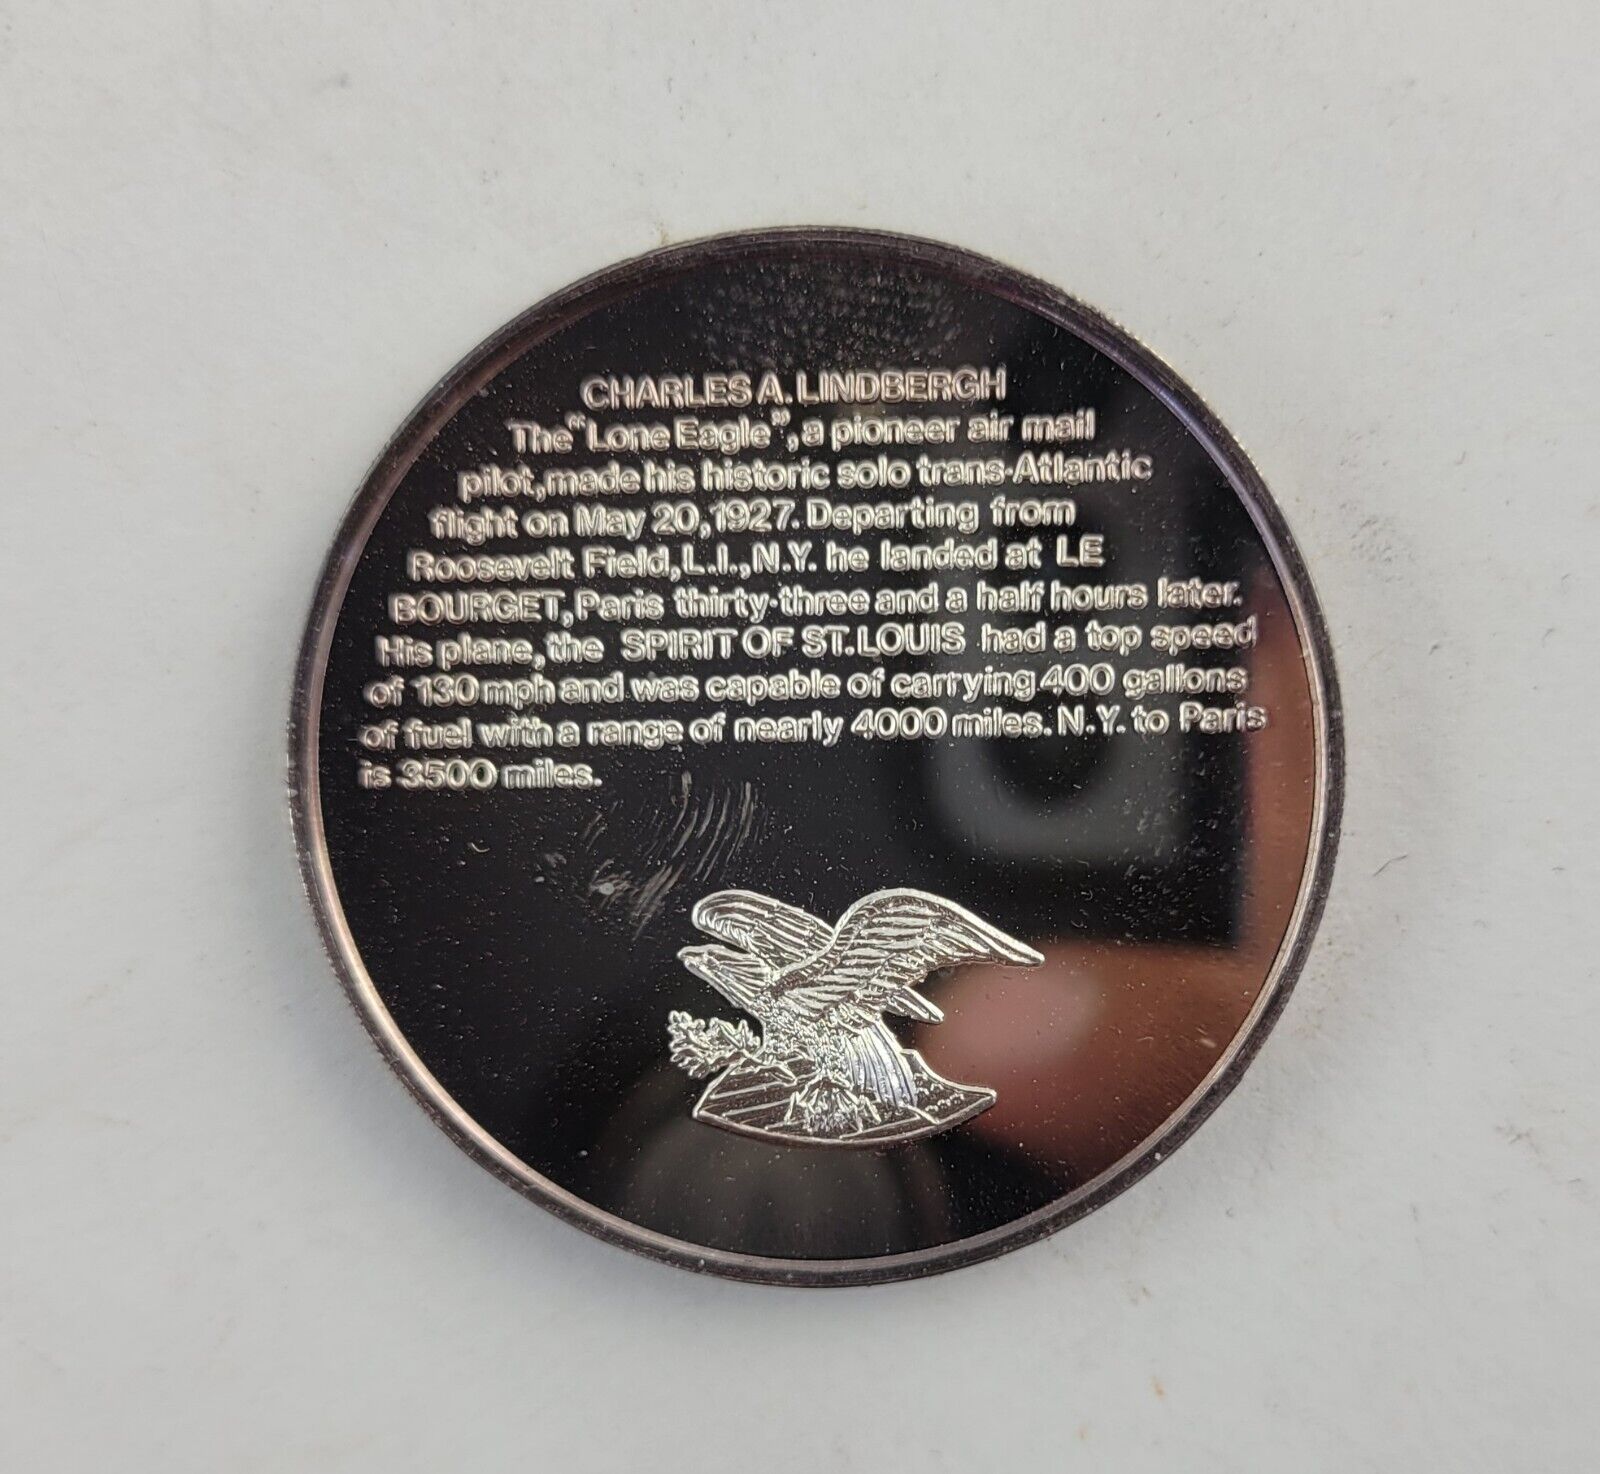 CHARLES A. LINDBERGH
The "Lone Eagle", a pioneer air mail
pilot, made his historic solo trans-Atlantic
flight on May 20, 1927. Departing from
Roosevelt Field, L.I., N.Y. he landed at LE
BOURGET, Paris thirty-three and a half hours later.
His plane, the SPIRIT OF ST. LOUIS had a top speed
of 130 mph and was capable of carrying 400 gallons
of fuel with a range of nearly 4000 miles. N.Y. to Paris
is 3500 miles.